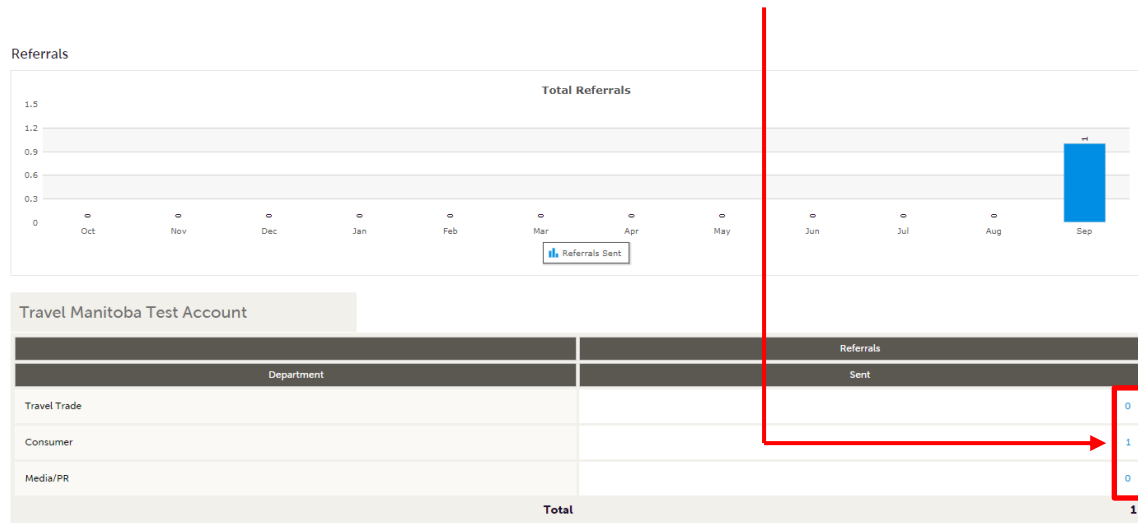 Referrals
Total Referrals
1.5
1.2
0.9
0.6
0.3
0
0 0 0 0 0 0 0 0 0 0 0 1
Oct Nov Dec Jan Feb Mar Apr May Jun Jul Aug Sep
Referrals Sent
Travel Manitoba Test Account
Referrals
Department Sent
Travel Trade 0
Consumer 1
Media/PR 0
Total 1